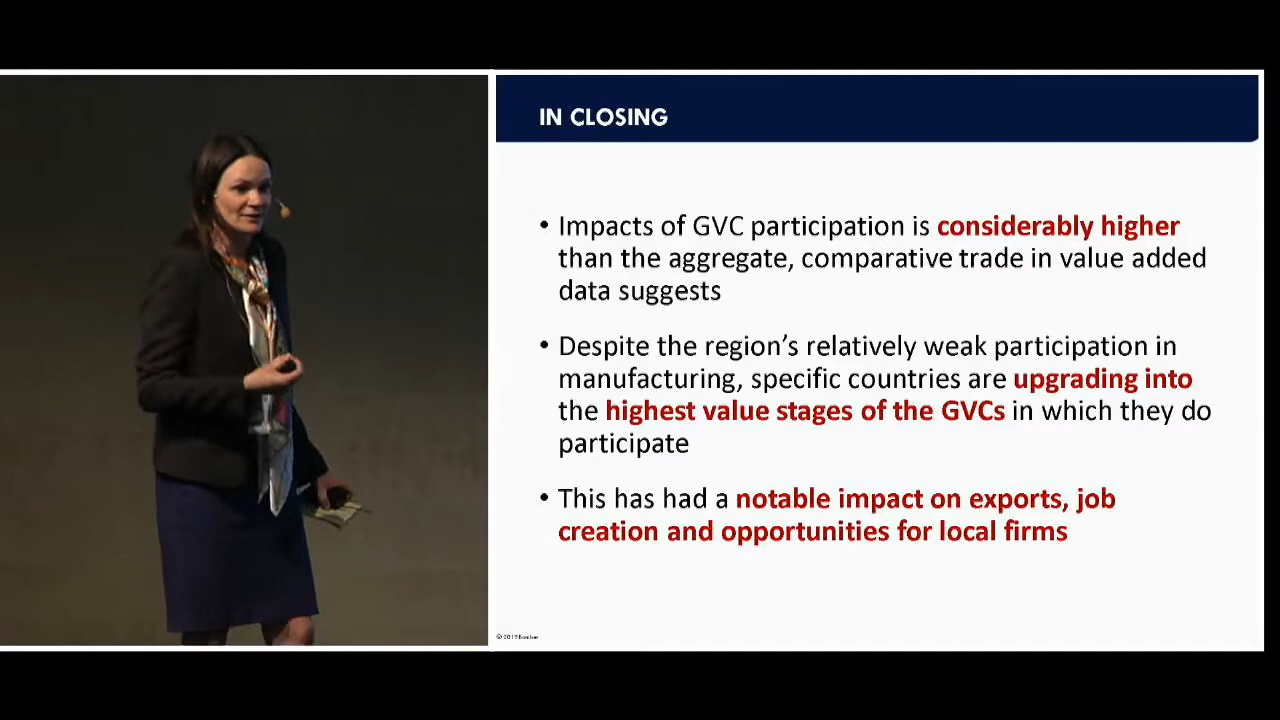 IN CLOSING
• Impacts of GVC participation is considerably higher
than the aggregate, comparative trade in value added
data suggests
• Despite the region’s relatively weak participation in
manufacturing, specific countries are upgrading into
the highest value stages of the GVCs in which they do
participate
• This has had a notable impact on exports, job
creation and opportunities for local firms
© 2019 Bamber